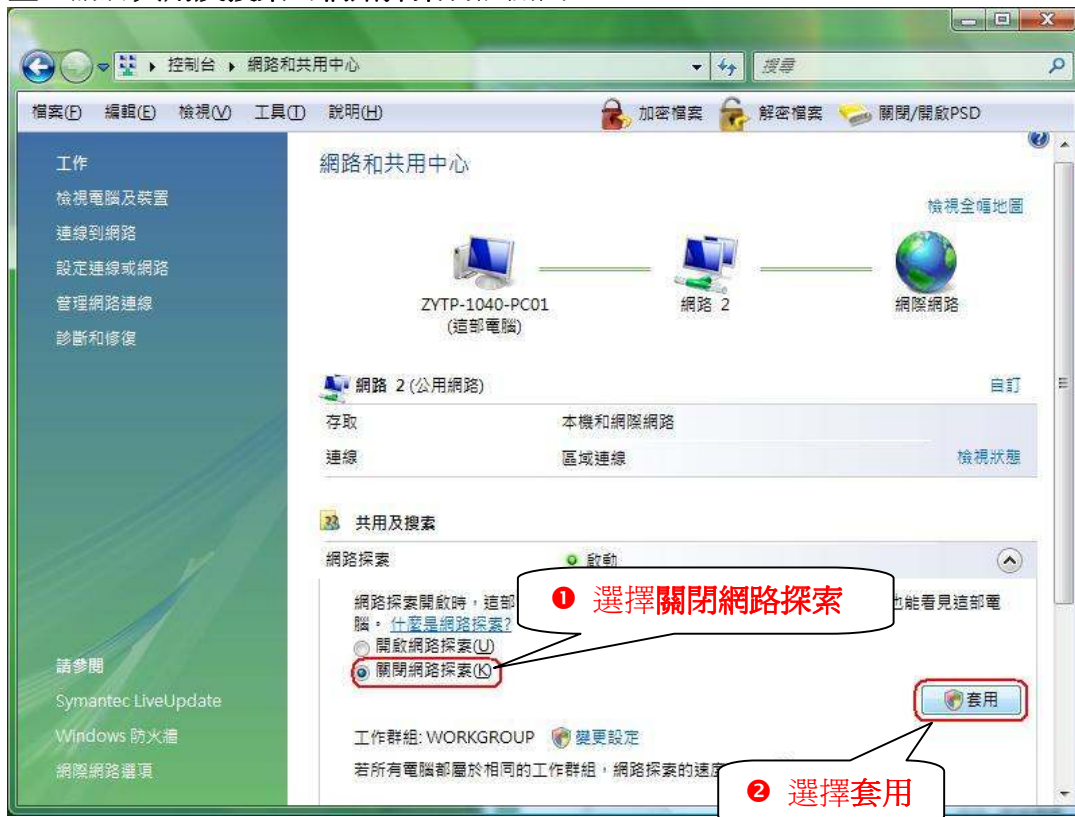 控制台 ▸ 網路和共用中心
搜尋
檔案(F) 編輯(E) 檢視(V) 工具(T) 說明(H) 加密檔案 解密檔案 關閉/開啟PSD
工作
檢視電腦及裝置
連線到網路
設定連線或網路
管理網路連線
診斷和修復
網路和共用中心
檢視全幅地圖
ZYTP-1040-PC01
(這部電腦)
網路 2
網際網路
網路 2 (公用網路) 自訂
存取 本機和網際網路
連線 區域連線 檢視狀態
共用及搜索
網路探索 啟動
網路探索開啟時，這部 也能看見這部電
腦。 什麼是網路探索?
❶ 選擇關閉網路探索
開啟網路探索(U)
關閉網路探索(K)
套用
❷ 選擇套用
工作群組: WORKGROUP 變更設定
若所有電腦都屬於相同的工作群組，網路探索的速度
請參閱
Symantec LiveUpdate
Windows 防火牆
網際網路選項